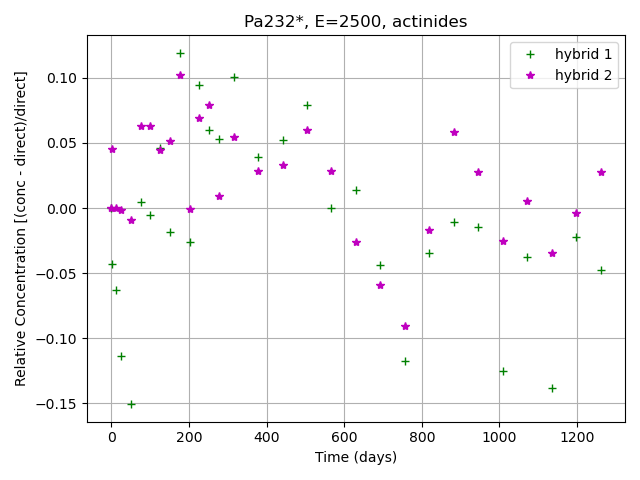 Pa232*, E=2500, actinides
hybrid 1
hybrid 2
Relative Concentration [(conc - direct)/direct]
0.10
0.05
0.00
−0.05
−0.10
−0.15
0
200
400
600
800
1000
1200
Time (days)